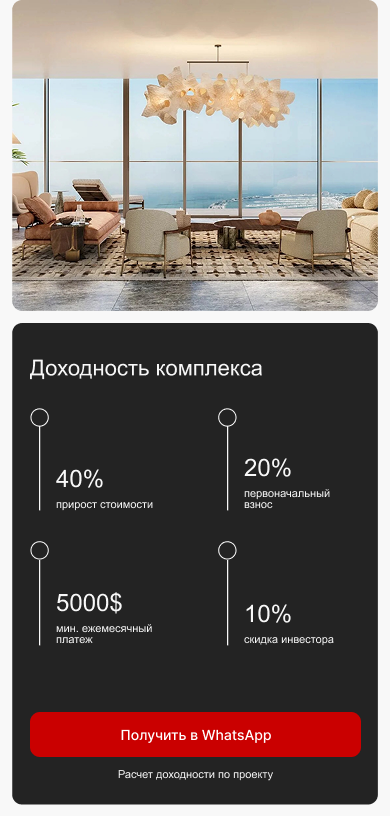 Доходность комплекса
40%
прирост стоимости
20%
первоначальный
взнос
5000$
мин. ежемесячный
платеж
10%
скидка инвестора
Получить в WhatsApp
Расчет доходности по проекту